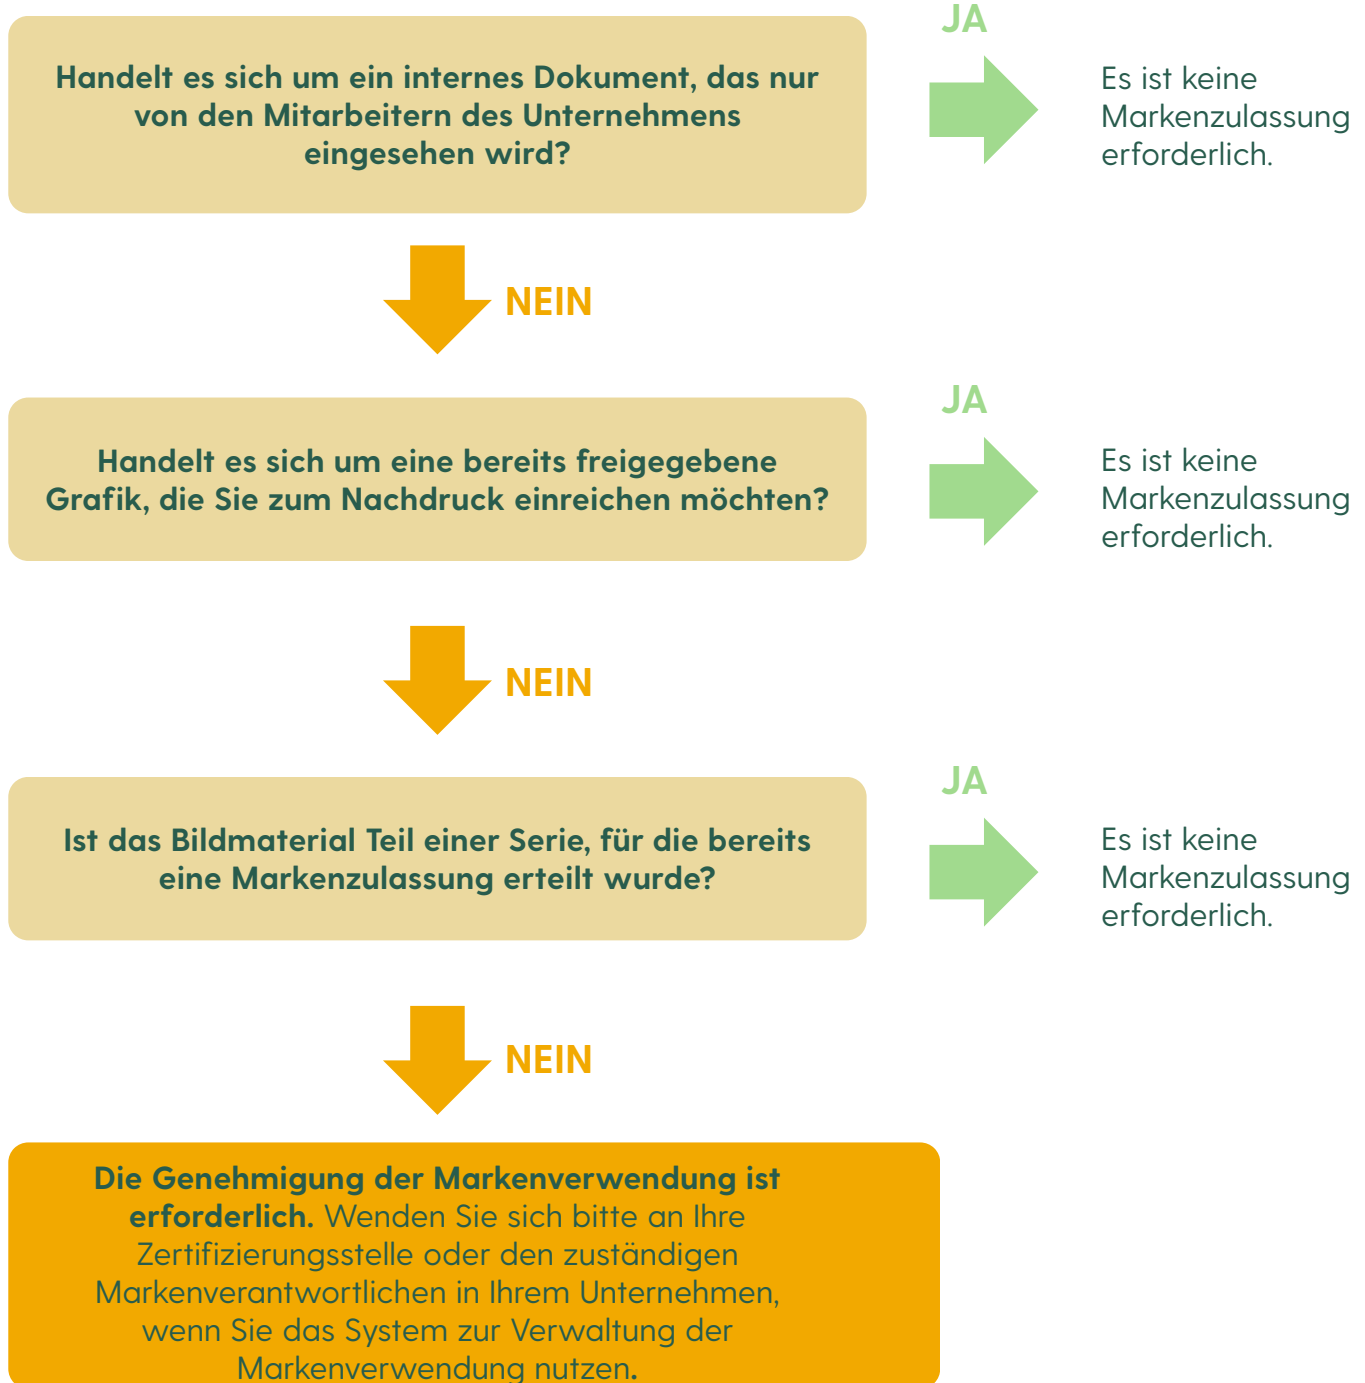 JA
Handelt es sich um ein internes Dokument, das nur
von den Mitarbeitern des Unternehmens
eingesehen wird?
Es ist keine
Markenzulassung
erforderlich.
NEIN
JA
Handelt es sich um eine bereits freigegebene
Grafik, die Sie zum Nachdruck einreichen möchten?
Es ist keine
Markenzulassung
erforderlich.
NEIN
JA
Ist das Bildmaterial Teil einer Serie, für die bereits
eine Markenzulassung erteilt wurde?
Es ist keine
Markenzulassung
erforderlich.
NEIN
Die Genehmigung der Markenverwendung ist
erforderlich. Wenden Sie sich bitte an Ihre
Zertifizierungsstelle oder den zuständigen
Markenverantwortlichen in Ihrem Unternehmen,
wenn Sie das System zur Verwaltung der
Markenverwendung nutzen.